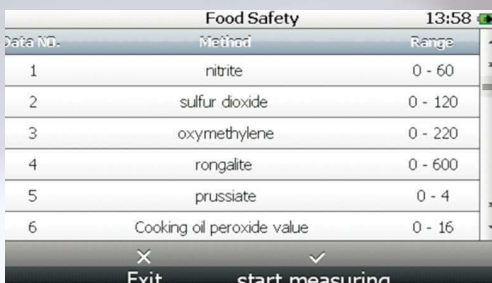 Food Safety 13:58
Data NO. Method Range
1 nitrite 0 - 60
2 sulfur dioxide 0 - 120
3 oxymethylene 0 - 220
4 rongalite 0 - 600
5 prussiate 0 - 4
6 Cooking oil peroxide value 0 - 16
Exit start measuring